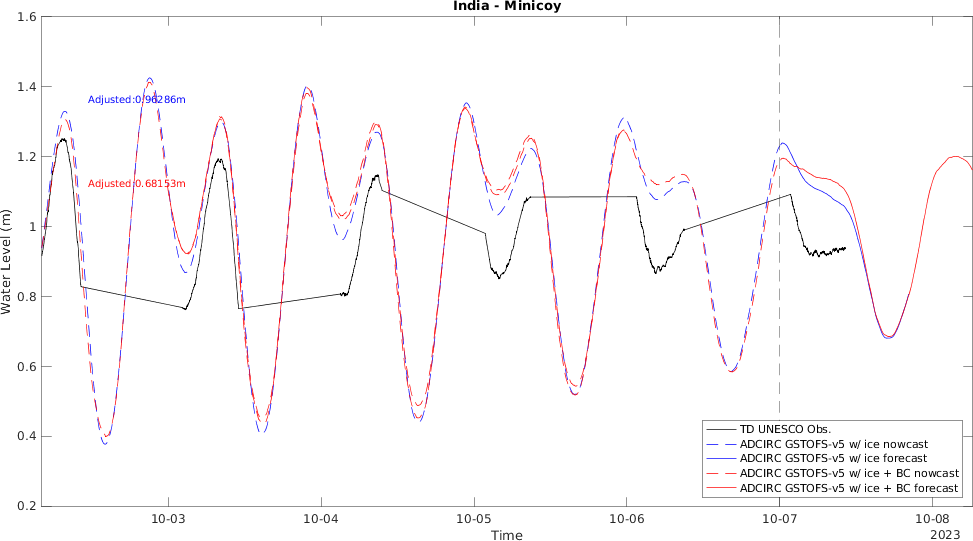 India - Minicoy
1.6
1.4
1.2
1
0.8
0.6
0.4
0.2
Water Level (m)
Adjusted:0.96286m
Adjusted:0.68153m
TD UNESCO Obs.
ADCIRC GSTOFS-v5 w/ ice nowcast
ADCIRC GSTOFS-v5 w/ ice forecast
ADCIRC GSTOFS-v5 w/ ice + BC nowcast
ADCIRC GSTOFS-v5 w/ ice + BC forecast
10-03 10-04 10-05 10-06 10-07 10-08
Time
2023